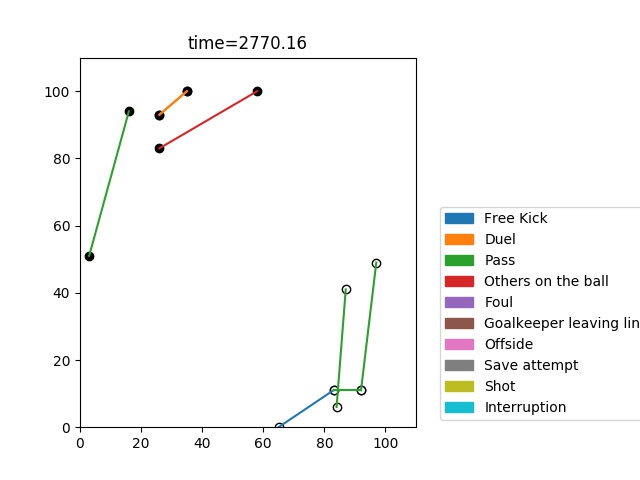 time=2770.16
100
80
60
40
20
0
0 20 40 60 80 100
Free Kick
Duel
Pass
Others on the ball
Foul
Goalkeeper leaving lin
Offside
Save attempt
Shot
Interruption